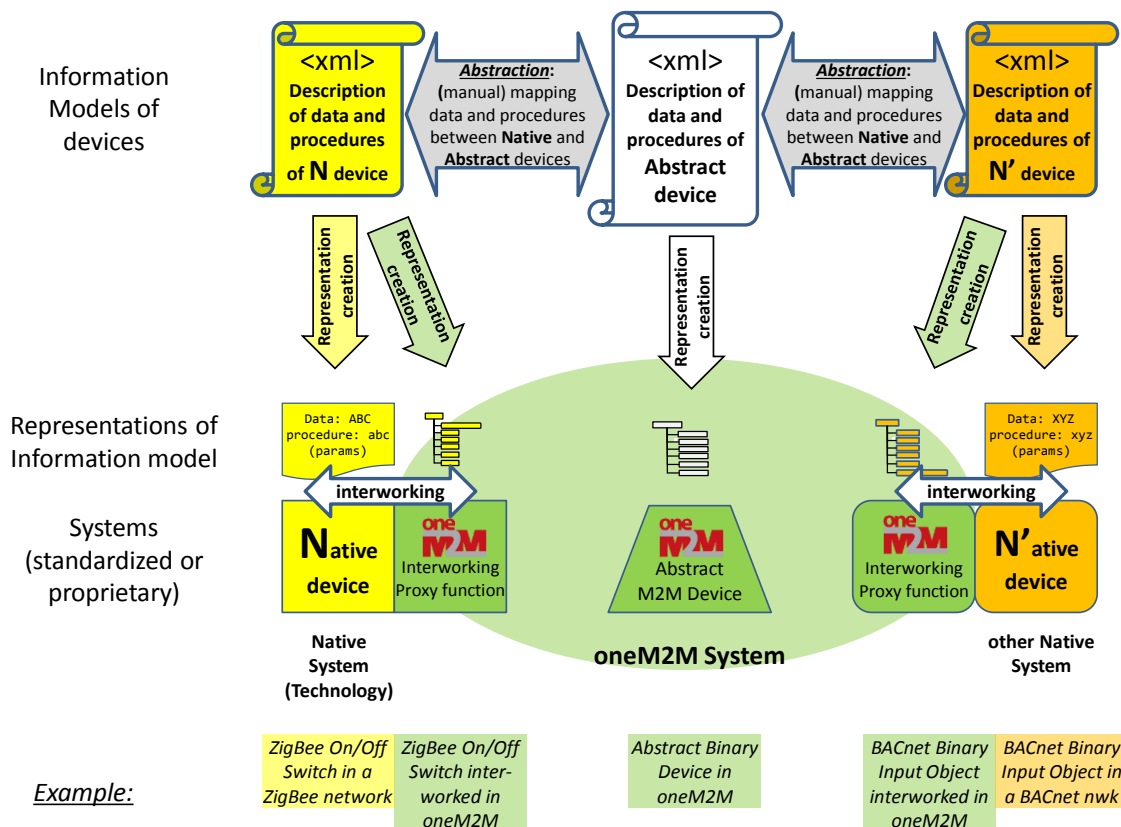 Information
Models of
devices
<xml>
Description
of data and
procedures
of N device
Abstraction:
(manual) mapping
data and procedures
between Native and
Abstract devices
<xml>
Description of
data and
procedures of
Abstract
device
Abstraction:
(manual) mapping
data and procedures
between Native and
Abstract devices
<xml>
Description of
data and
procedures of
N' device
Representation
creation
Representation
creation
Representation
creation
Representation
creation
Representation
creation
Representations of
Information model
Data: ABC
procedure: abc
(params)
Data: XYZ
procedure: xyz
(params)
interworking
interworking
Systems
(standardized or
proprietary)
Native
device
one
M2M
Interworking
Proxy function
one
M2M
Abstract
M2M Device
one
M2M
Interworking
Proxy function
N'ative
device
Native
System
(Technology)
oneM2M System
other Native
System
Example:
ZigBee On/Off
Switch in a
ZigBee network
ZigBee On/Off
Switch inter-
worked in
oneM2M
Abstract Binary
Device in
oneM2M
BACnet Binary
Input Object
interworked in
oneM2M
BACnet Binary
Input Object in
a BACnet nwk